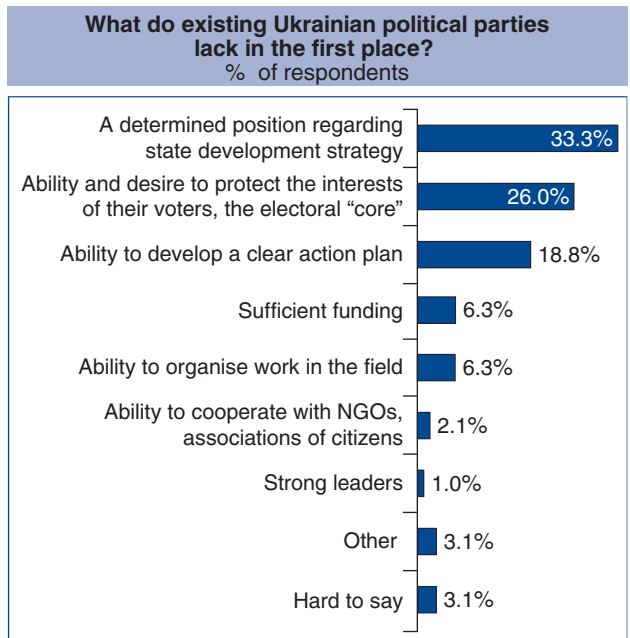 What do existing Ukrainian political parties
lack in the first place?
% of respondents
A determined position regarding
state development strategy
33.3%
Ability and desire to protect the interests
of their voters, the electoral “core”
26.0%
Ability to develop a clear action plan
18.8%
Sufficient funding
6.3%
Ability to organise work in the field
6.3%
Ability to cooperate with NGOs,
associations of citizens
2.1%
Strong leaders
1.0%
Other
3.1%
Hard to say
3.1%